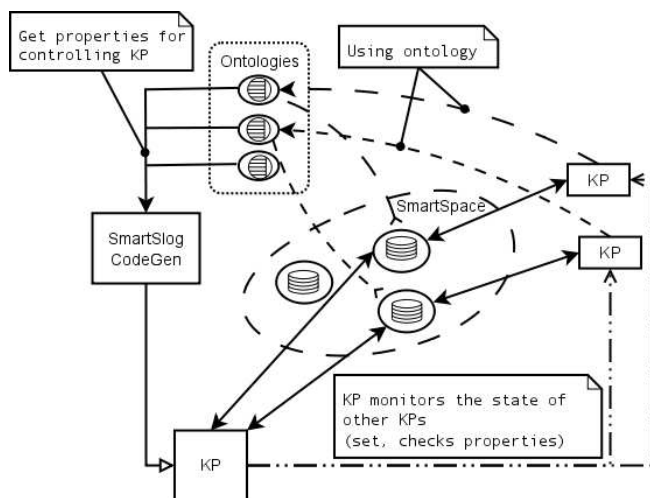 Get properties for
controlling KP
Ontologies
Using ontology
KP
SmartSpace
SmartSlog
CodeGen
KP
KP monitors the state of
other KPs
(set, checks properties)
KP